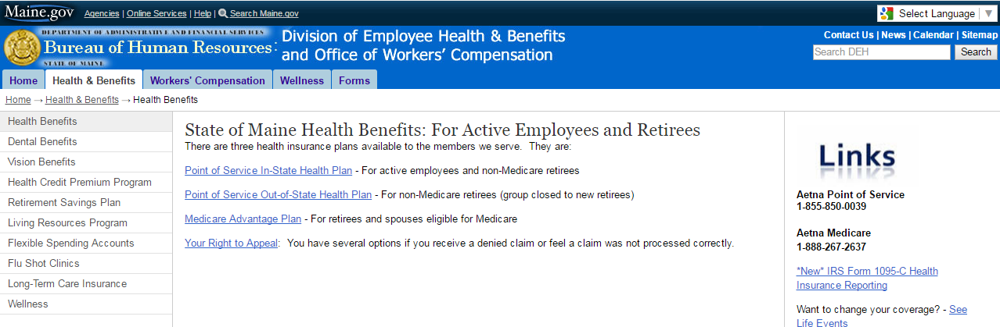 Maine.gov
Agencies | Online Services | Help | Search Maine.gov
Select Language ▼
DEPARTMENT OF ADMINISTRATIVE AND FINANCIAL SERVICES
Bureau of Human Resources:
STATE OF MAINE
Division of Employee Health & Benefits
and Office of Workers' Compensation
Contact Us | News | Calendar | Sitemap
Search DEH Search
Home Health & Benefits Workers' Compensation Wellness Forms
Home → Health & Benefits → Health Benefits
Health Benefits
Dental Benefits
Vision Benefits
Health Credit Premium Program
Retirement Savings Plan
Living Resources Program
Flexible Spending Accounts
Flu Shot Clinics
Long-Term Care Insurance
Wellness
State of Maine Health Benefits: For Active Employees and Retirees
There are three health insurance plans available to the members we serve.  They are:
Point of Service In-State Health Plan - For active employees and non-Medicare retirees
Point of Service Out-of-State Health Plan - For non-Medicare retirees (group closed to new retirees)
Medicare Advantage Plan - For retirees and spouses eligible for Medicare
Your Right to Appeal:  You have several options if you receive a denied claim or feel a claim was not processed correctly.
Links
Aetna Point of Service
1-855-850-0039
Aetna Medicare
1-888-267-2637
*New* IRS Form 1095-C Health
Insurance Reporting
Want to change your coverage? - See
Life Events